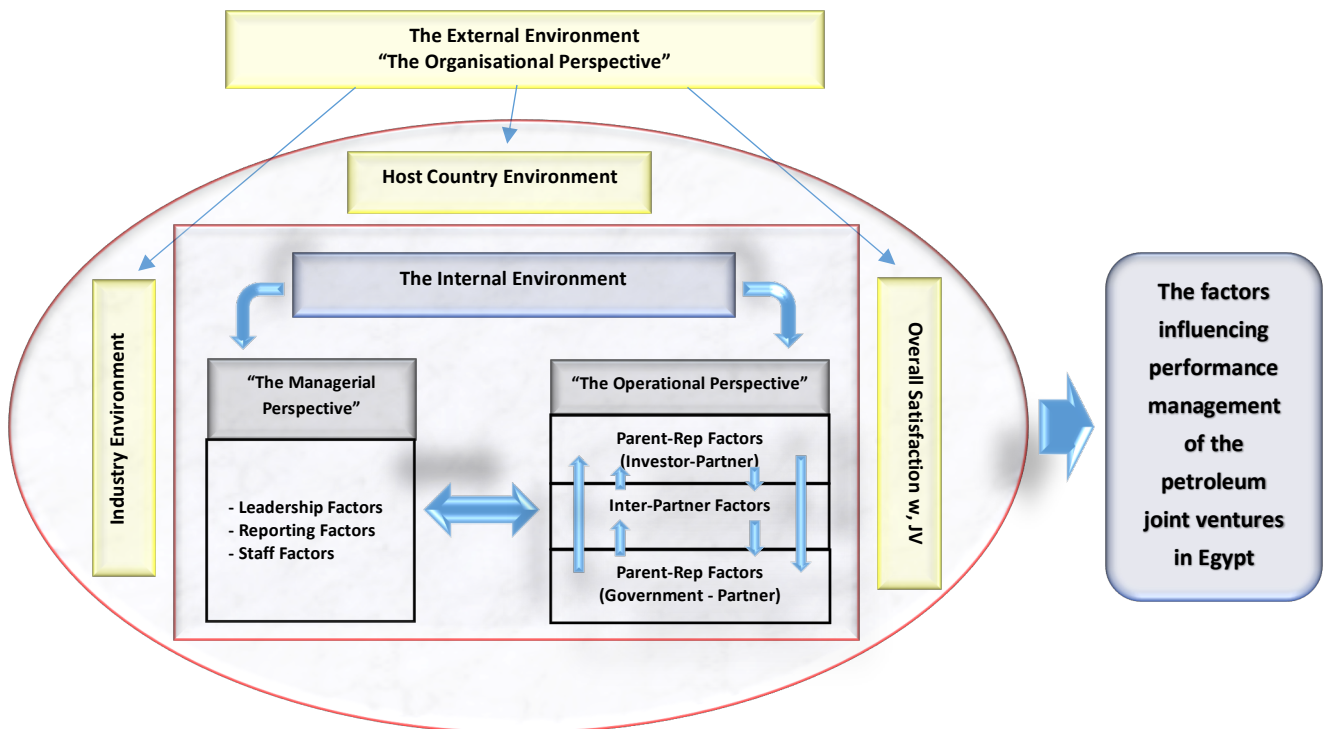 The External Environment
“The Organisational Perspective”
Host Country Environment
The Internal Environment
Industry Environment
“The Managerial
Perspective”
- Leadership Factors
- Reporting Factors
- Staff Factors
“The Operational Perspective”
Parent-Rep Factors
(Investor-Partner)
Inter-Partner Factors
Parent-Rep Factors
(Government - Partner)
Overall Satisfaction w, JV
The factors
influencing
performance
management
of the
petroleum
joint ventures
in Egypt